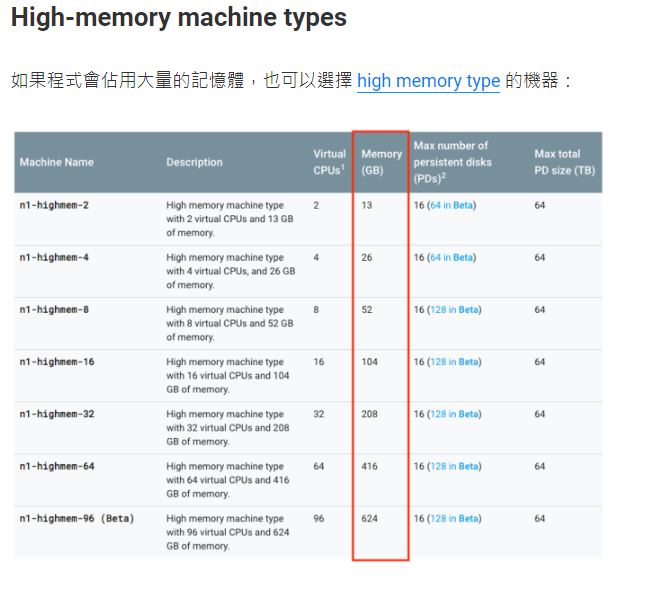 High-memory machine types
如果程式會佔用大量的記憶體，也可以選擇 high memory type 的機器：
Machine Name Description Virtual CPUs1 Memory (GB) Max number of persistent disks (PDs)2 Max total PD size (TB)
n1-highmem-2 High memory machine type with 2 virtual CPUs and 13 GB of memory. 2 13 16 (64 in Beta) 64
n1-highmem-4 High memory machine type with 4 virtual CPUs, and 26 GB of memory. 4 26 16 (64 in Beta) 64
n1-highmem-8 High memory machine type with 8 virtual CPUs and 52 GB of memory. 8 52 16 (128 in Beta) 64
n1-highmem-16 High memory machine type with 16 virtual CPUs and 104 GB of memory. 16 104 16 (128 in Beta) 64
n1-highmem-32 High memory machine type with 32 virtual CPUs and 208 GB of memory. 32 208 16 (128 in Beta) 64
n1-highmem-64 High memory machine type with 64 virtual CPUs and 416 GB of memory. 64 416 16 (128 in Beta) 64
n1-highmem-96 (Beta) High memory machine type with 96 virtual CPUs and 624 GB of memory. 96 624 16 (128 in Beta) 64